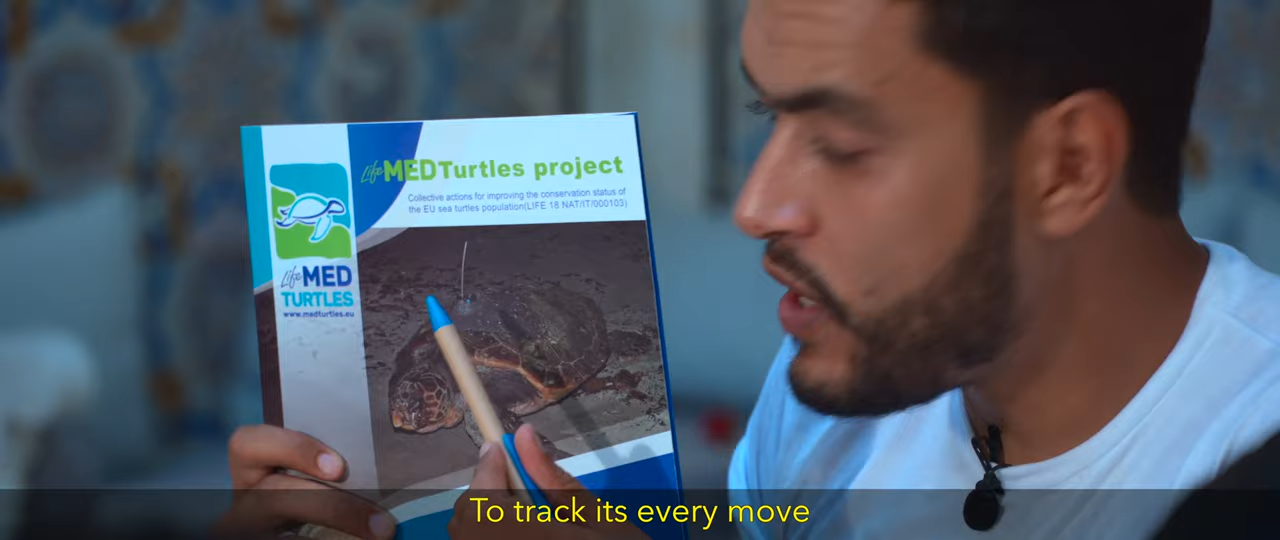 Life MEDTurtles project
Collective actions for improving the conservation status of
the EU sea turtles population(LIFE 18 NAT/IT/000103)
Life MED
TURTLES
www.medturtles.eu
To track its every move